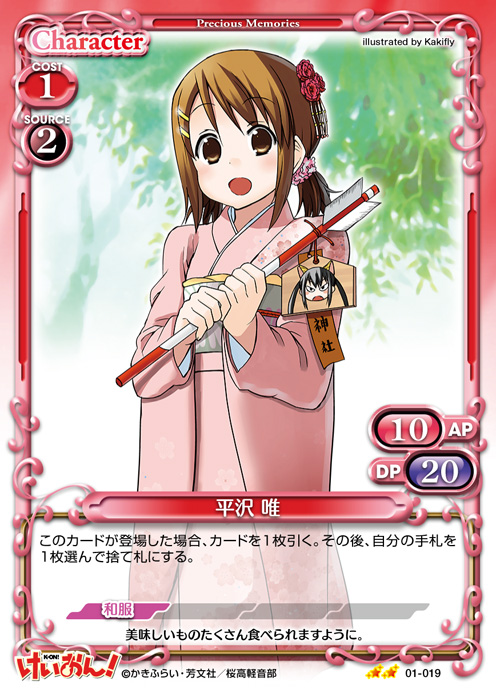 Precious Memories
Character
illustrated by Kakifly
COST
1
SOURCE
2
神社
10 AP
DP 20
平沢 唯
このカードが登場した場合、カードを1枚引く。その後、自分の手札を
1枚選んで捨て札にする。
和服
美味しいものたくさん食べられますように。
K-ON!
けいおん!
©かきふらい・芳文社/桜高軽音部
01-019